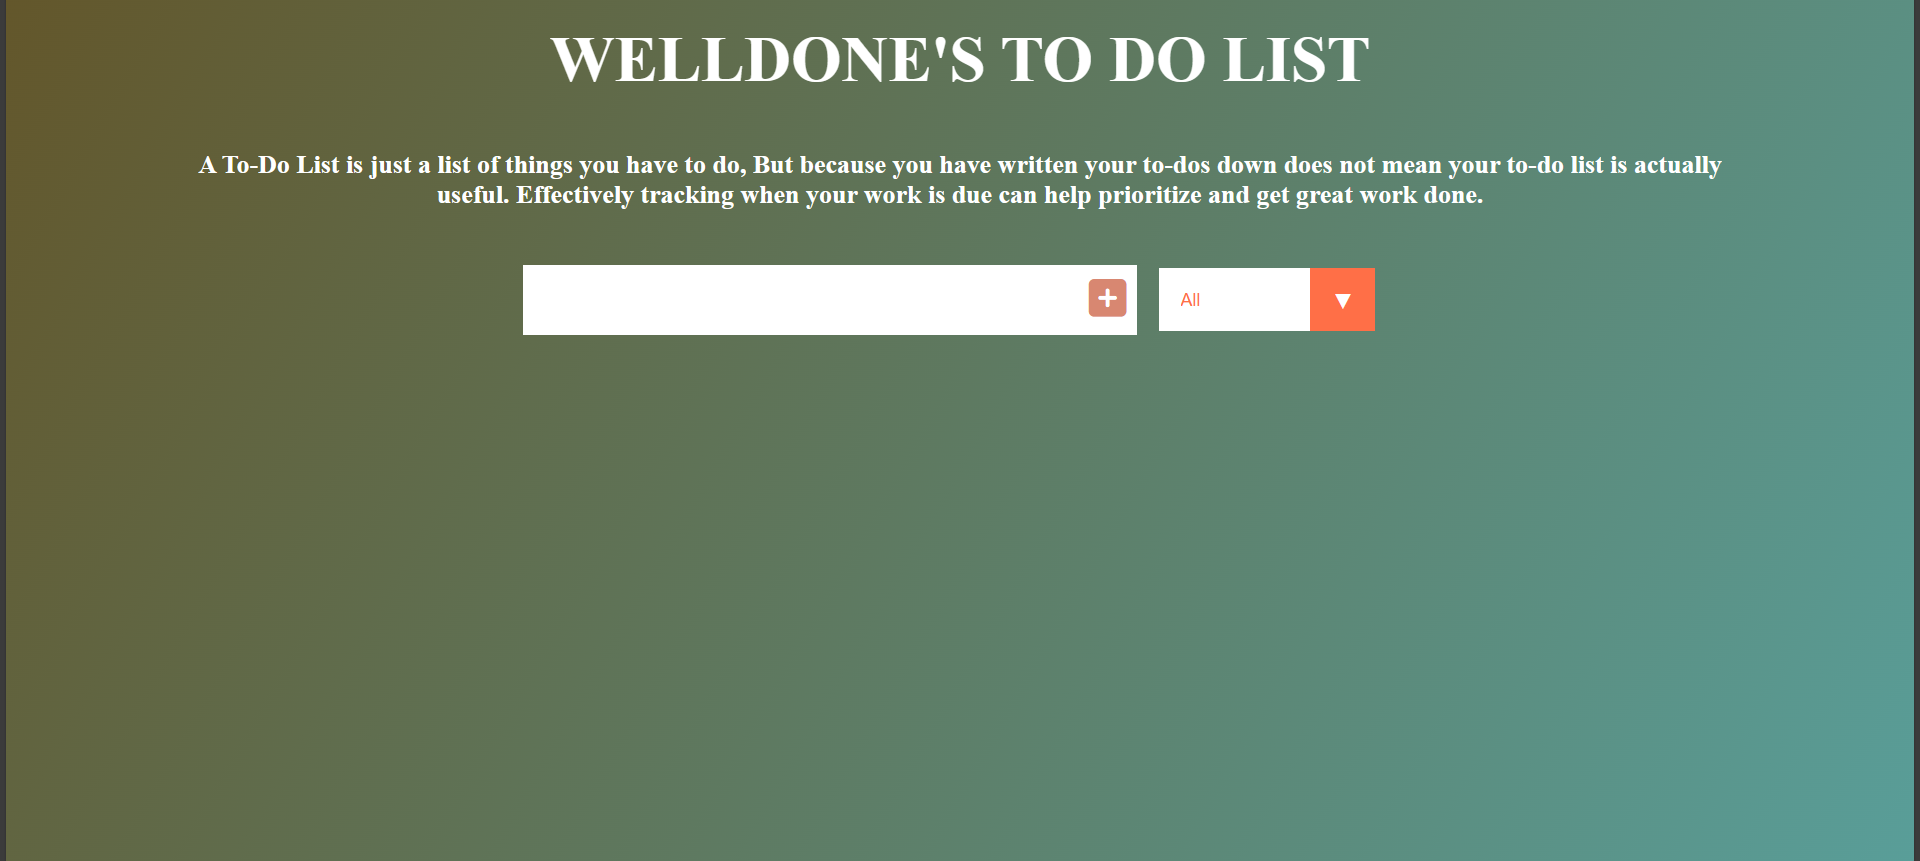 WELLDONE'S TO DO LIST
A To-Do List is just a list of things you have to do, But because you have written your to-dos down does not mean your to-do list is actually
useful. Effectively tracking when your work is due can help prioritize and get great work done.
All